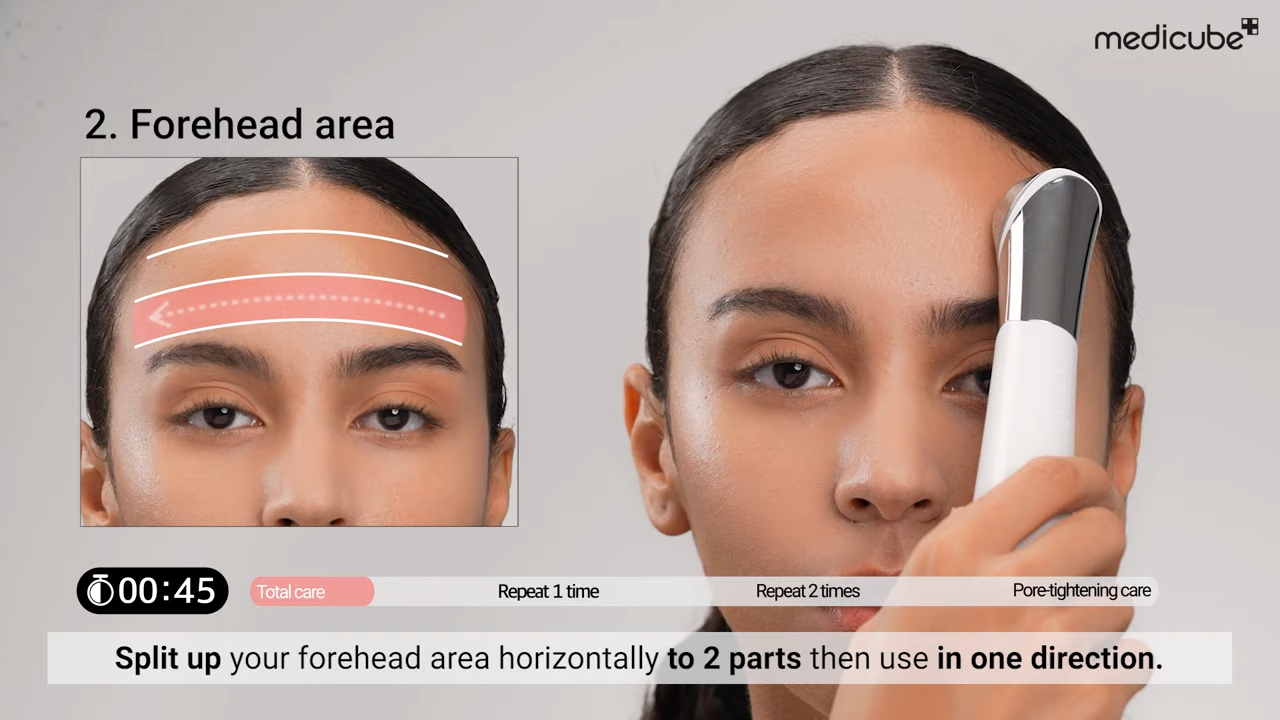 medicube
2. Forehead area
00:45
Total care
Repeat 1 time
Repeat 2 times
Pore-tightening care
Split up your forehead area horizontally to 2 parts then use in one direction.